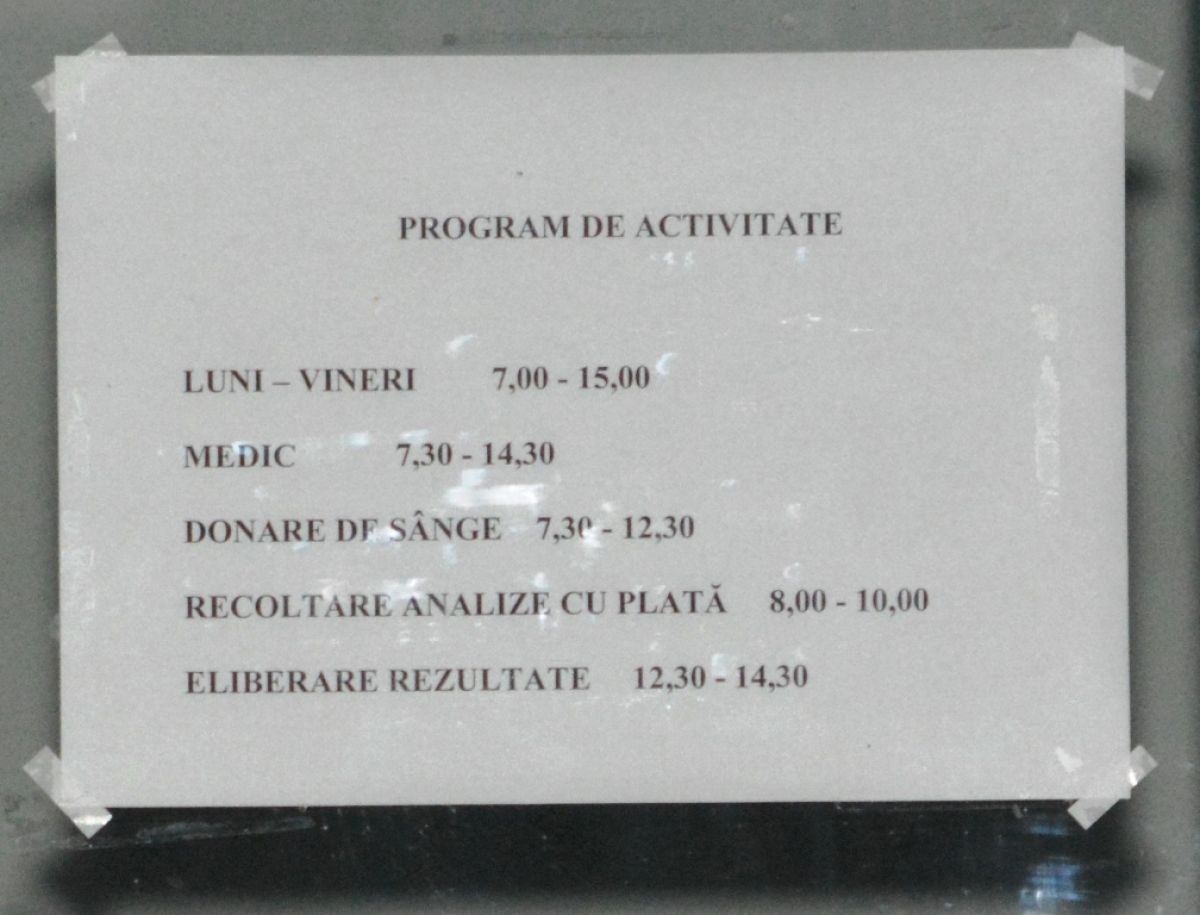 PROGRAM DE ACTIVITATE
LUNI – VINERI 7,00 - 15,00
MEDIC 7,30 - 14,30
DONARE DE SÂNGE 7,30 - 12,30
RECOLTARE ANALIZE CU PLATĂ 8,00 - 10,00
ELIBERARE REZULTATE 12,30 - 14,30